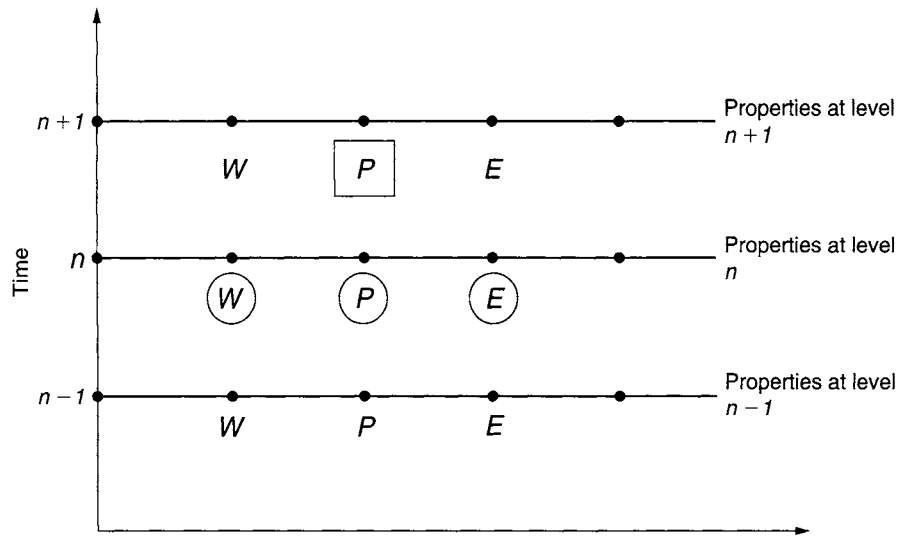 n + 1
Properties at level
n + 1
W P E
Time
n
Properties at level
n
W P E
n – 1
Properties at level
n – 1
W P E